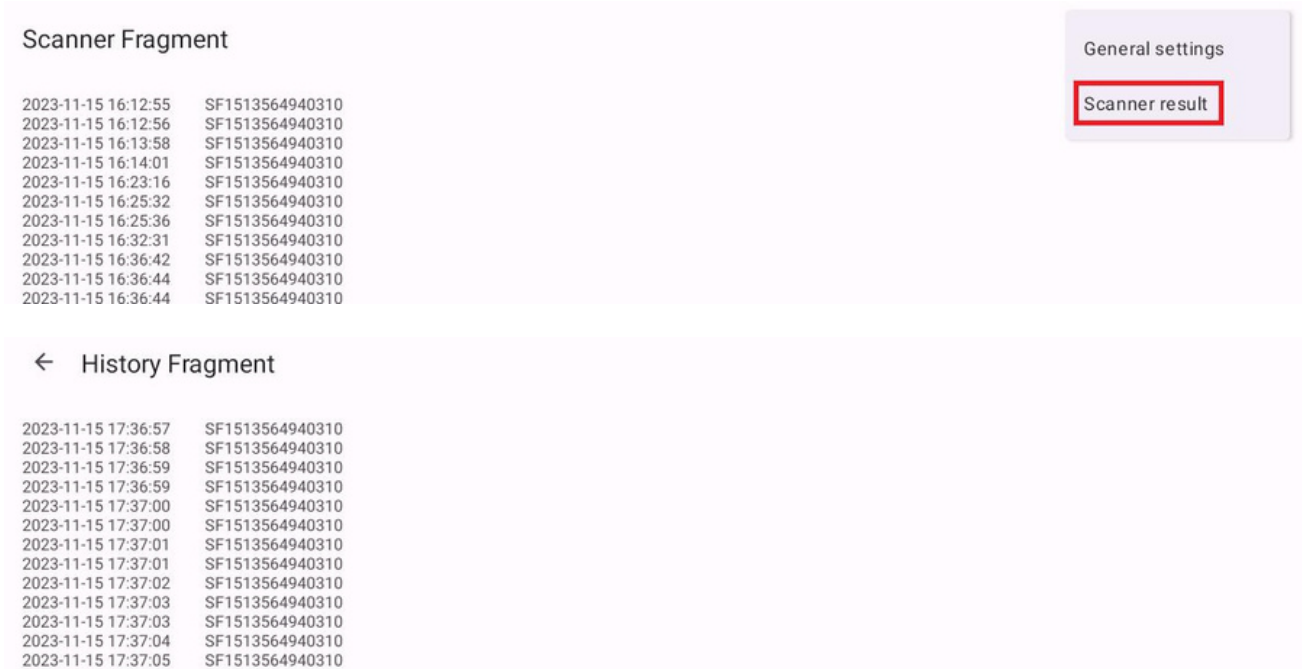 Scanner Fragment
General settings
Scanner result
2023-11-15 16:12:55 SF1513564940310
2023-11-15 16:12:56 SF1513564940310
2023-11-15 16:13:58 SF1513564940310
2023-11-15 16:14:01 SF1513564940310
2023-11-15 16:23:16 SF1513564940310
2023-11-15 16:25:32 SF1513564940310
2023-11-15 16:25:36 SF1513564940310
2023-11-15 16:32:31 SF1513564940310
2023-11-15 16:36:42 SF1513564940310
2023-11-15 16:36:44 SF1513564940310
2023-11-15 16:36:44 SF1513564940310
← History Fragment
2023-11-15 17:36:57 SF1513564940310
2023-11-15 17:36:58 SF1513564940310
2023-11-15 17:36:59 SF1513564940310
2023-11-15 17:36:59 SF1513564940310
2023-11-15 17:37:00 SF1513564940310
2023-11-15 17:37:00 SF1513564940310
2023-11-15 17:37:01 SF1513564940310
2023-11-15 17:37:01 SF1513564940310
2023-11-15 17:37:02 SF1513564940310
2023-11-15 17:37:03 SF1513564940310
2023-11-15 17:37:03 SF1513564940310
2023-11-15 17:37:04 SF1513564940310
2023-11-15 17:37:05 SF1513564940310